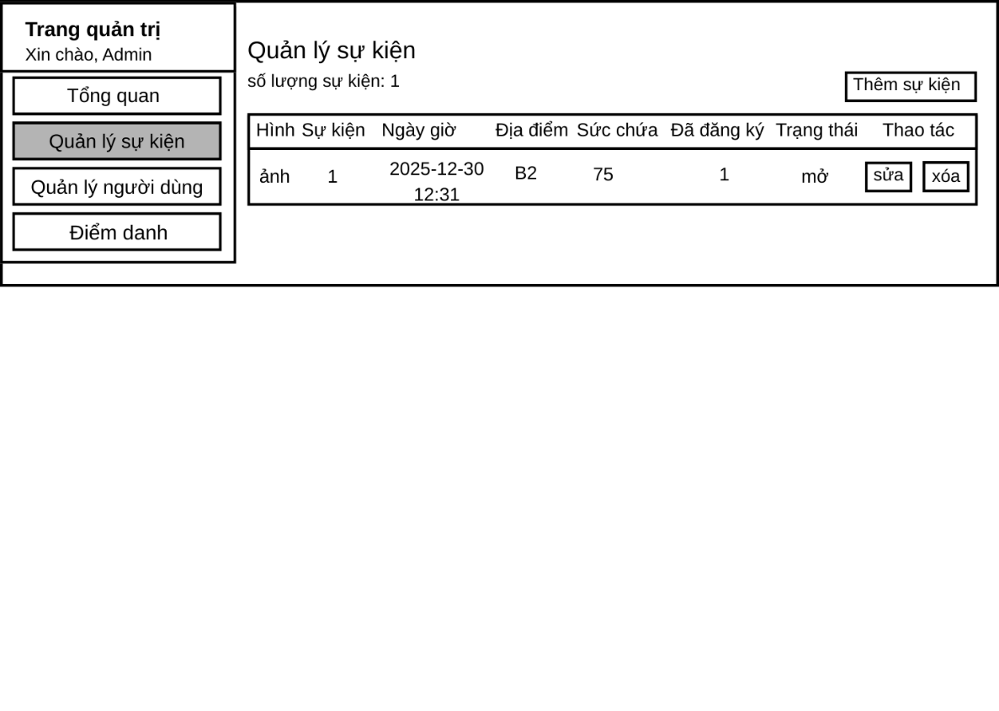 Trang quản trị
Xin chào, Admin
Tổng quan
Quản lý sự kiện
Quản lý người dùng
Điểm danh
Quản lý sự kiện
số lượng sự kiện: 1
Thêm sự kiện
Hình Sự kiện Ngày giờ Địa điểm Sức chứa Đã đăng ký Trạng thái Thao tác
ảnh 1 2025-12-30 B2 75 1 mở sửa xóa
12:31